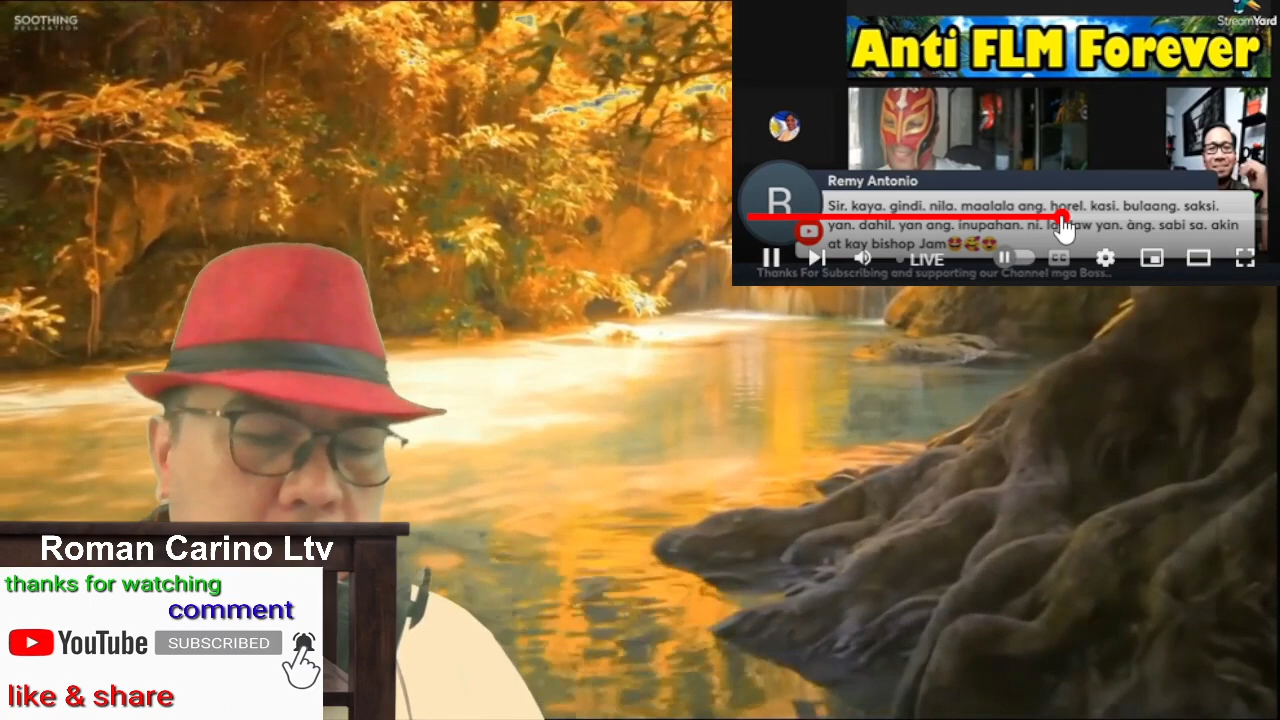 SOOTHING
RELAXATION
StreamYard
Anti FLM Forever
R
Remy Antonio
Sir. kaya. gindi. nila. maalala ang. horel. kasi. bulaang. saksi.
yan. dahil. yan ang. inupahan. ni. yan. àng. sabi sa. akin
at kay bishop Jam🤩🥰😍
LIVE
CC
Thanks For Subscribing and supporting our Channel mga Boss..
Roman Carino Ltv
thanks for watching
comment
YouTube
SUBSCRIBED
like & share